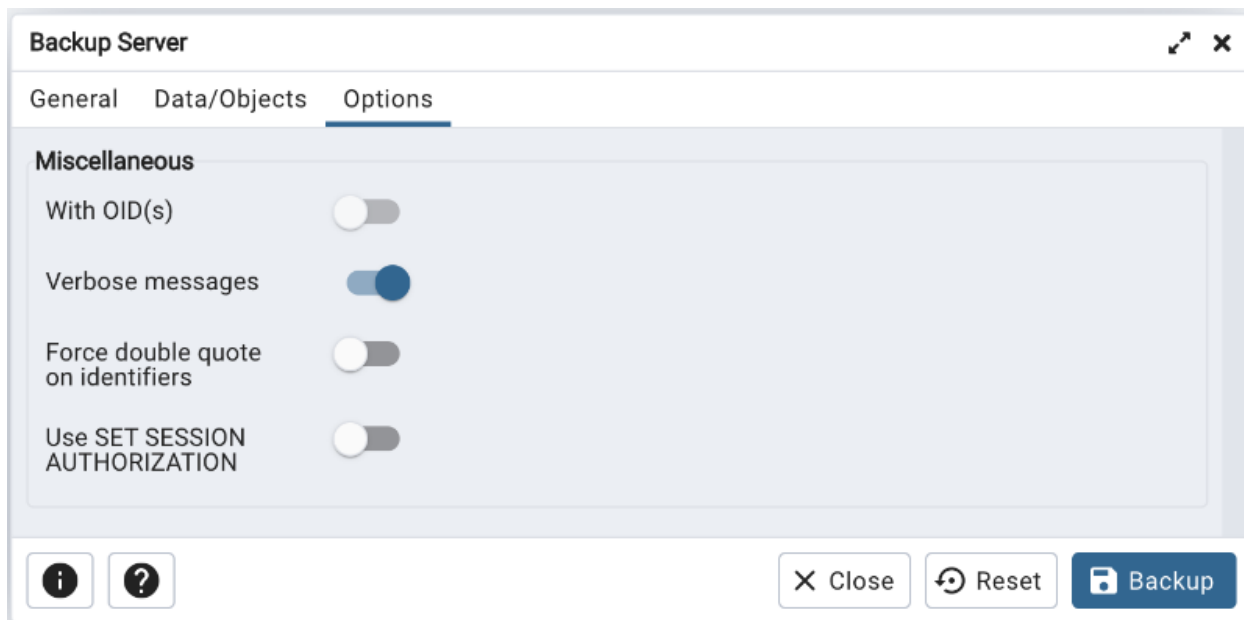 Backup Server
General Data/Objects Options
Miscellaneous
With OID(s)
Verbose messages
Force double quote
on identifiers
Use SET SESSION
AUTHORIZATION
Close Reset Backup